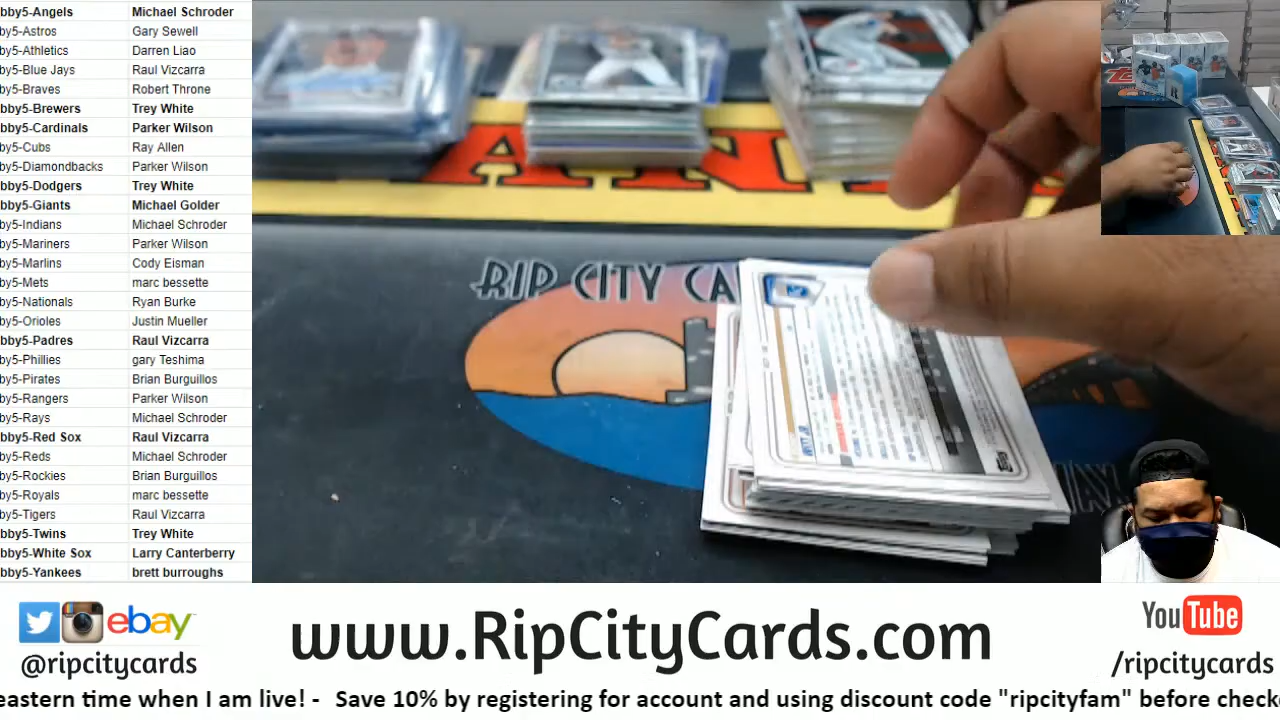 bby5-Angels Michael Schroder
by5-Astros Gary Sewell
by5-Athletics Darren Liao
by5-Blue Jays Raul Vizcarra
by5-Braves Robert Throne
bby5-Brewers Trey White
bby5-Cardinals Parker Wilson
by5-Cubs Ray Allen
by5-Diamondbacks Parker Wilson
bby5-Dodgers Trey White
bby5-Giants Michael Golder
by5-Indians Michael Schroder
by5-Mariners Parker Wilson
by5-Marlins Cody Eisman
by5-Mets marc bessette
by5-Nationals Ryan Burke
by5-Orioles Justin Mueller
bby5-Padres Raul Vizcarra
by5-Phillies gary Teshima
by5-Pirates Brian Burguillos
by5-Rangers Parker Wilson
by5-Rays Michael Schroder
bby5-Red Sox Raul Vizcarra
by5-Reds Michael Schroder
by5-Rockies Brian Burguillos
by5-Royals marc bessette
by5-Tigers Raul Vizcarra
bby5-Twins Trey White
bby5-White Sox Larry Canterberry
bby5-Yankees brett burroughs
RIP CITY CA
ebay
@ripcitycards
www.RipCityCards.com
YouTube
/ripcitycards
eastern time when I am live! - Save 10% by registering for account and using discount code "ripcityfam" before check